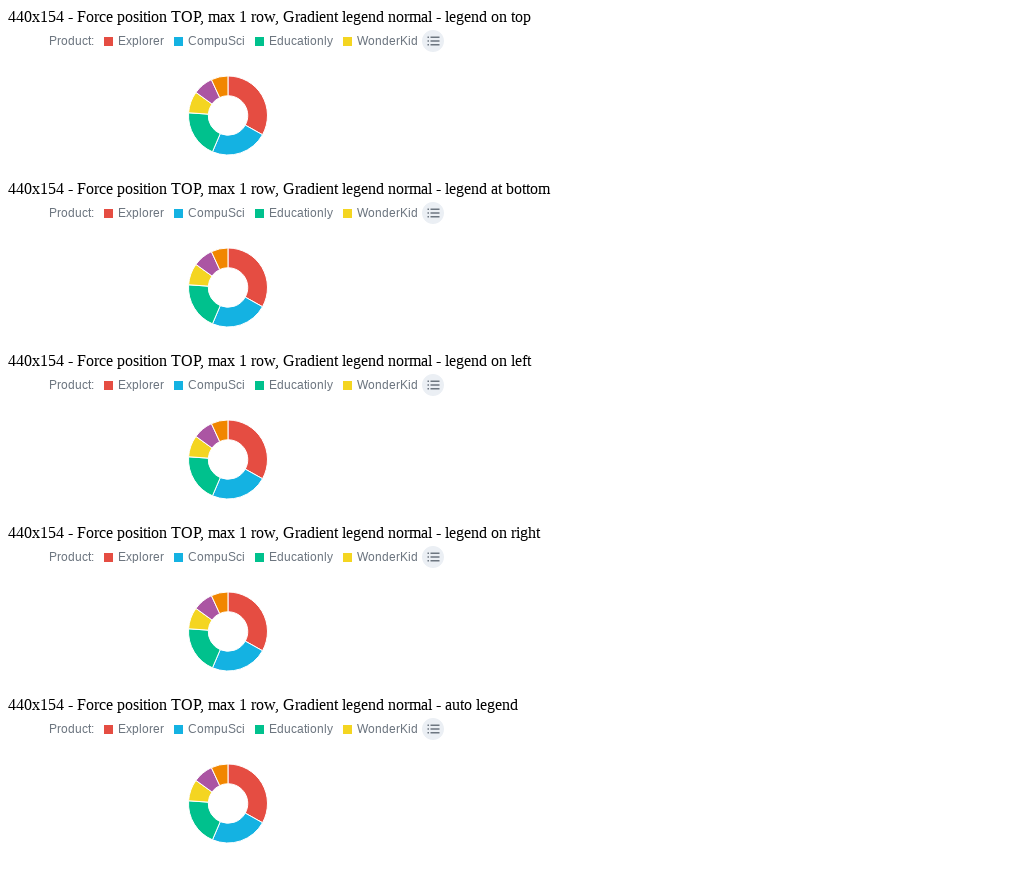 440x154 - Force position TOP, max 1 row, Gradient legend normal - legend on top
Product: Explorer CompuSci Educationly WonderKid
440x154 - Force position TOP, max 1 row, Gradient legend normal - legend at bottom
Product: Explorer CompuSci Educationly WonderKid
440x154 - Force position TOP, max 1 row, Gradient legend normal - legend on left
Product: Explorer CompuSci Educationly WonderKid
440x154 - Force position TOP, max 1 row, Gradient legend normal - legend on right
Product: Explorer CompuSci Educationly WonderKid
440x154 - Force position TOP, max 1 row, Gradient legend normal - auto legend
Product: Explorer CompuSci Educationly WonderKid